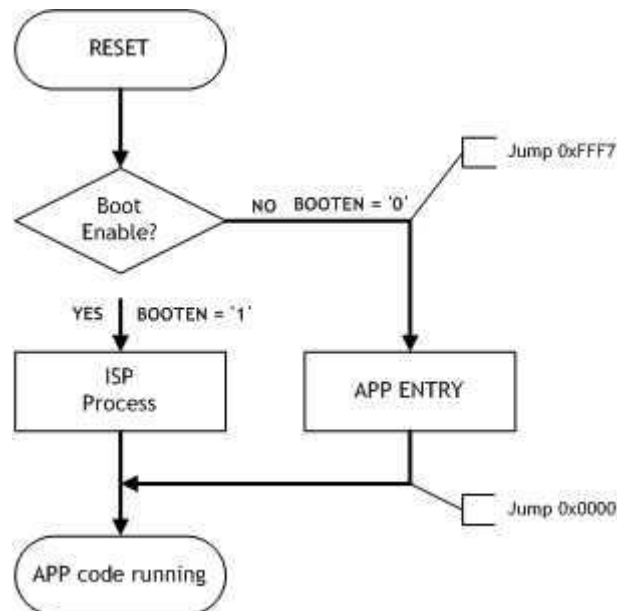 RESET
Jump 0xFFF7
Boot
Enable?
NO BOOTEN = '0'
YES BOOTEN = '1'
ISP
Process
APP ENTRY
Jump 0x0000
APP code running